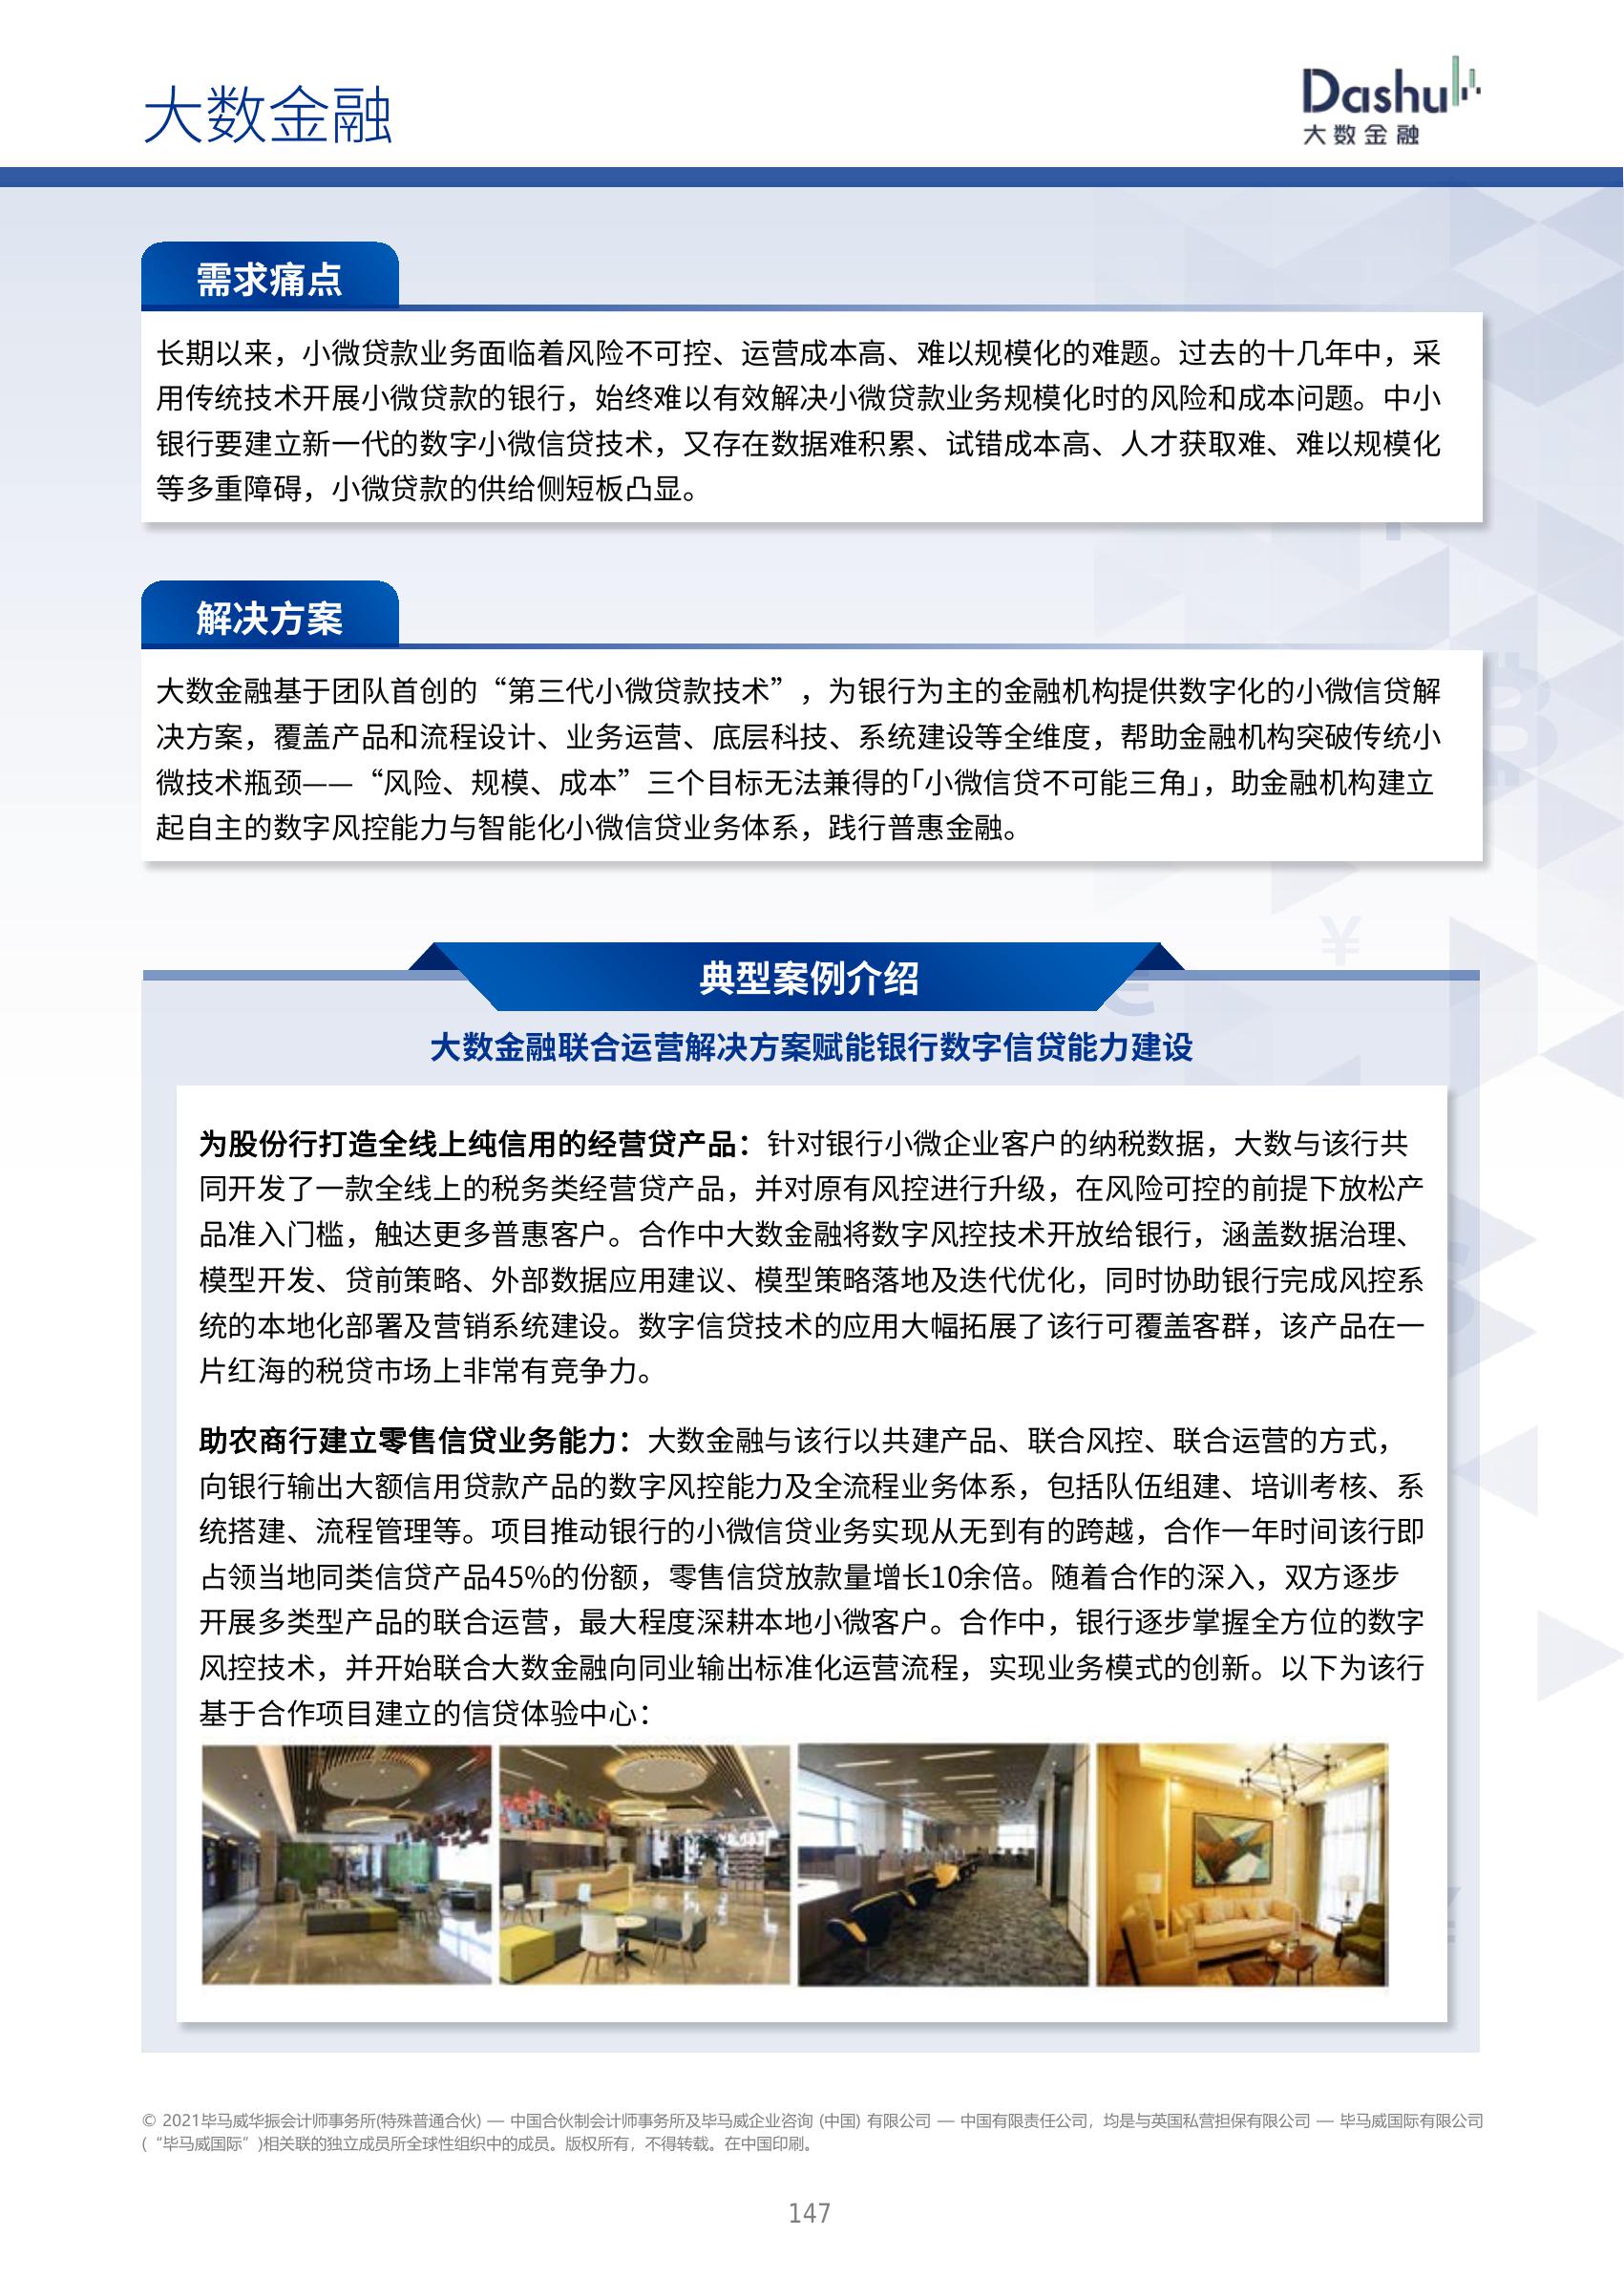 大数金融
Dashu
大数金融
需求痛点
长期以来，小微贷款业务面临着风险不可控、运营成本高、难以规模化的难题。过去的十几年中，采
用传统技术开展小微贷款的银行，始终难以有效解决小微贷款业务规模化时的风险和成本问题。中小
银行要建立新一代的数字小微信贷技术，又存在数据难积累、试错成本高、人才获取难、难以规模化
等多重障碍，小微贷款的供给侧短板凸显。
解决方案
大数金融基于团队首创的“第三代小微贷款技术”，为银行为主的金融机构提供数字化的小微信贷解
决方案，覆盖产品和流程设计、业务运营、底层科技、系统建设等全维度，帮助金融机构突破传统小
微技术瓶颈——“风险、规模、成本”三个目标无法兼得的「小微信贷不可能三角」，助金融机构建立
起自主的数字风控能力与智能化小微信贷业务体系，践行普惠金融。
典型案例介绍
大数金融联合运营解决方案赋能银行数字信贷能力建设
为股份行打造全线上纯信用的经营贷产品：针对银行小微企业客户的纳税数据，大数与该行共
同开发了一款全线上的税务类经营贷产品，并对原有风控进行升级，在风险可控的前提下放松产
品准入门槛，触达更多普惠客户。合作中大数金融将数字风控技术开放给银行，涵盖数据治理、
模型开发、贷前策略、外部数据应用建议、模型策略落地及迭代优化，同时协助银行完成风控系
统的本地化部署及营销系统建设。数字信贷技术的应用大幅拓展了该行可覆盖客群，该产品在一
片红海的税贷市场上非常有竞争力。
助农商行建立零售信贷业务能力：大数金融与该行以共建产品、联合风控、联合运营的方式，
向银行输出大额信用贷款产品的数字风控能力及全流程业务体系，包括队伍组建、培训考核、系
统搭建、流程管理等。项目推动银行的小微信贷业务实现从无到有的跨越，合作一年时间该行即
占领当地同类信贷产品45%的份额，零售信贷放款量增长10余倍。随着合作的深入，双方逐步
开展多类型产品的联合运营，最大程度深耕本地小微客户。合作中，银行逐步掌握全方位的数字
风控技术，并开始联合大数金融向同业输出标准化运营流程，实现业务模式的创新。以下为该行
基于合作项目建立的信贷体验中心：
© 2021毕马威华振会计师事务所(特殊普通合伙) — 中国合伙制会计师事务所及毕马威企业咨询 (中国) 有限公司 — 中国有限责任公司，均是与英国私营担保有限公司 — 毕马威国际有限公司
(“毕马威国际”)相关联的独立成员所全球性组织中的成员。版权所有，不得转载。在中国印刷。
147